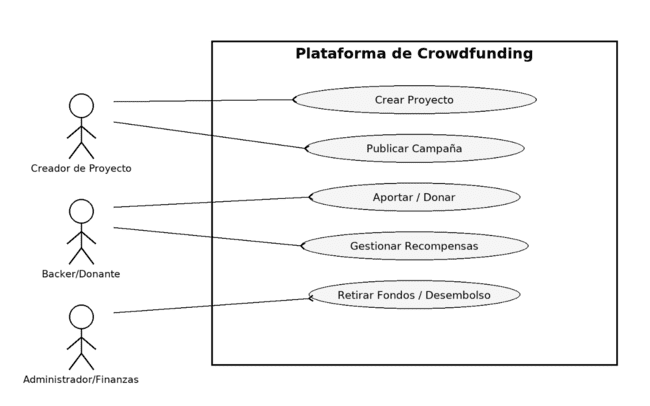 Plataforma de Crowdfunding
Crear Proyecto
Publicar Campaña
Creador de Proyecto
Aportar / Donar
Gestionar Recompensas
Backer/Donante
Retirar Fondos / Desembolso
Administrador/Finanzas